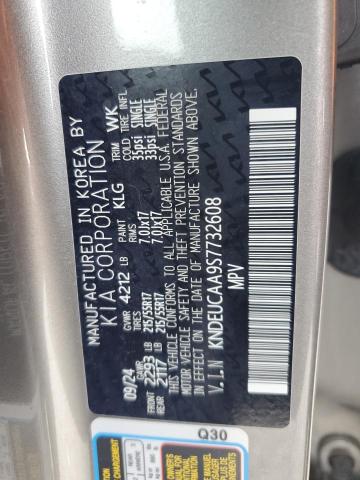 MANUFACTURED IN KOREA BY
KIA CORPORATION
09/24 GVWR 4212 LB PAINT KLG TRIM WK
GAWR TIRES RIMS COLD TIRE INFL.
2293 LB 215/55R17 7.0Jx17 35psi SINGLE
2117 LB 215/55R17 7.0Jx17 33psi SINGLE
THIS VEHICLE CONFORMS TO ALL APPLICABLE U.S.A. FEDERAL
MOTOR VEHICLE SAFETY AND THEFT PREVENTION STANDARDS
IN EFFECT ON THE DATE OF MANUFACTURE SHOWN ABOVE.
V.I.N KNDEUCAA9S7732608
MPV
Q30